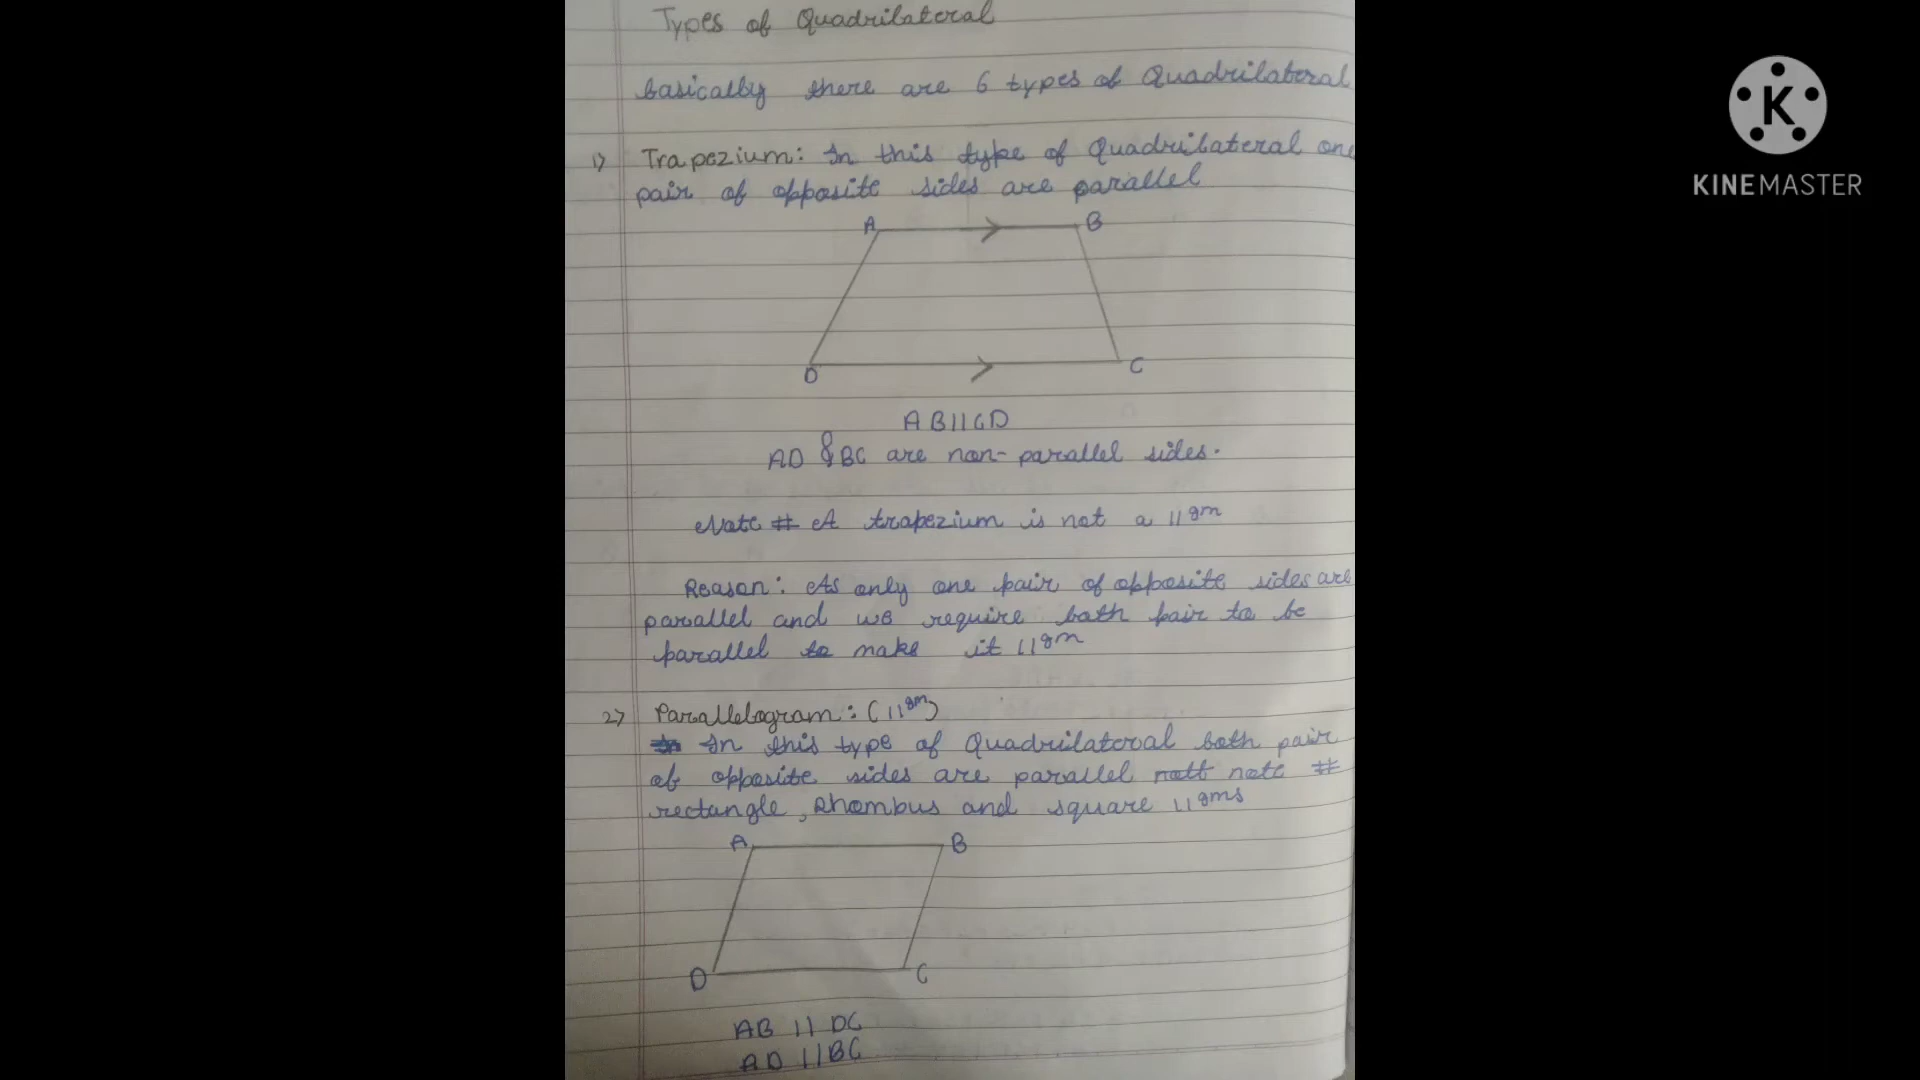 Types of Quadrilateral
basically there are 6 types of Quadrilateral
1) Trapezium: In this type of Quadrilateral one
pair of opposite sides are parallel
A B
D C
AB || CD
AD & BC are non-parallel sides.
Note # A trapezium is not a ||gm
Reason: As only one pair of opposite sides are
parallel and we require both pair to be
parallel to make it ||gm
2) Parallelogram: (||gm)
In this type of Quadrilateral both pair
of opposite sides are parallel note #
rectangle, Rhombus and square ||gms
A B
D C
AB || DC
AD || BC
K
KINEMASTER